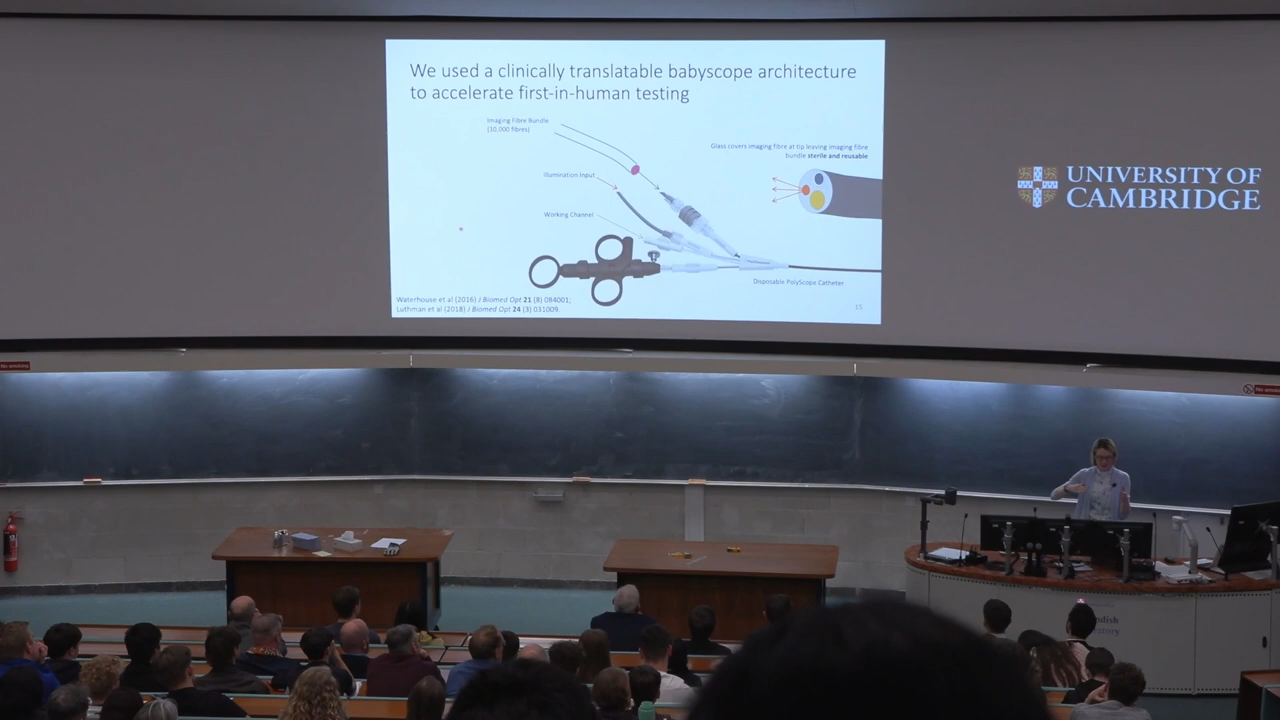 We used a clinically translatable babyscope architecture
to accelerate first-in-human testing
Imaging Fibre Bundle
(10,000 fibres)
Glass covers imaging fibre at tip leaving imaging fibre
bundle sterile and reusable
Illumination Input
Working Channel
Disposable PolyScope Catheter
Waterhouse et al (2016) J Biomed Opt 21 (8) 084001;
Luthman et al (2018) J Biomed Opt 24 (3) 031009.
15
UNIVERSITY OF
CAMBRIDGE
No smoking